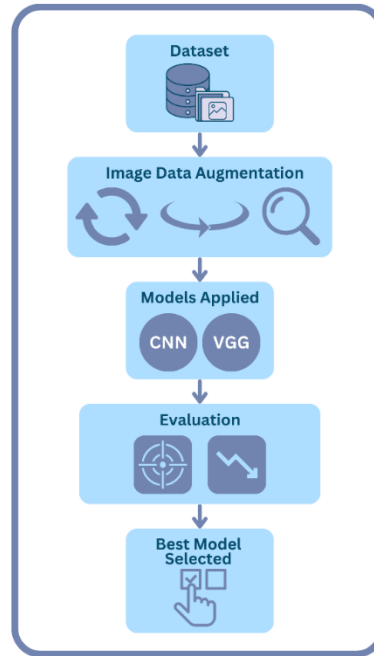 Dataset
Image Data Augmentation
Models Applied
CNN VGG
Evaluation
Best Model
Selected